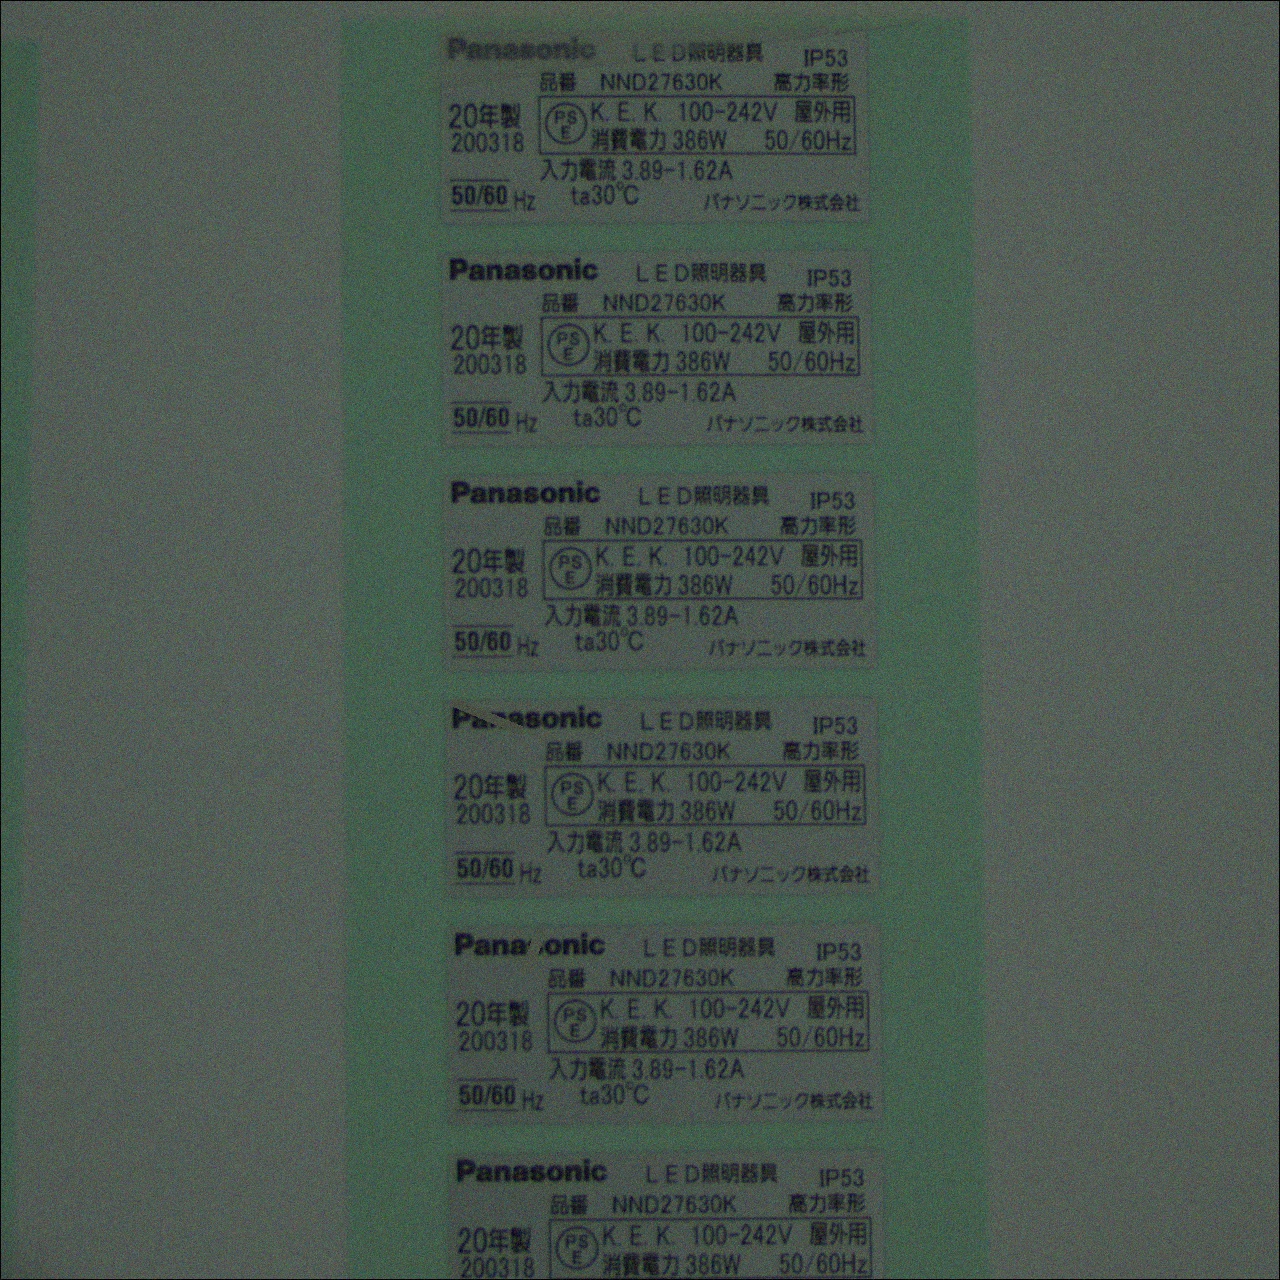 Panasonic LED照明器具 IP53
品番 NND27630K 高力率形
20年製 PSE K.E.K. 100-242V 屋外用
200318 消費電力 386W 50/60Hz
入力電流 3.89-1.62A
50/60 Hz ta30℃ パナソニック株式会社
Panasonic LED照明器具 IP53
品番 NND27630K 高力率形
20年製 PSE K.E.K. 100-242V 屋外用
200318 消費電力 386W 50/60Hz
入力電流 3.89-1.62A
50/60 Hz ta30℃ パナソニック株式会社
Panasonic LED照明器具 IP53
品番 NND27630K 高力率形
20年製 PSE K.E.K. 100-242V 屋外用
200318 消費電力 386W 50/60Hz
入力電流 3.89-1.62A
50/60 Hz ta30℃ パナソニック株式会社
Panasonic LED照明器具 IP53
品番 NND27630K 高力率形
20年製 PSE K.E.K. 100-242V 屋外用
200318 消費電力 386W 50/60Hz
入力電流 3.89-1.62A
50/60 Hz ta30℃ パナソニック株式会社
Panasonic LED照明器具 IP53
品番 NND27630K 高力率形
20年製 PSE K.E.K. 100-242V 屋外用
200318 消費電力 386W 50/60Hz
入力電流 3.89-1.62A
50/60 Hz ta30℃ パナソニック株式会社
Panasonic LED照明器具 IP53
品番 NND27630K 高力率形
20年製 PSE K.E.K. 100-242V 屋外用
200318 消費電力 386W 50/60Hz